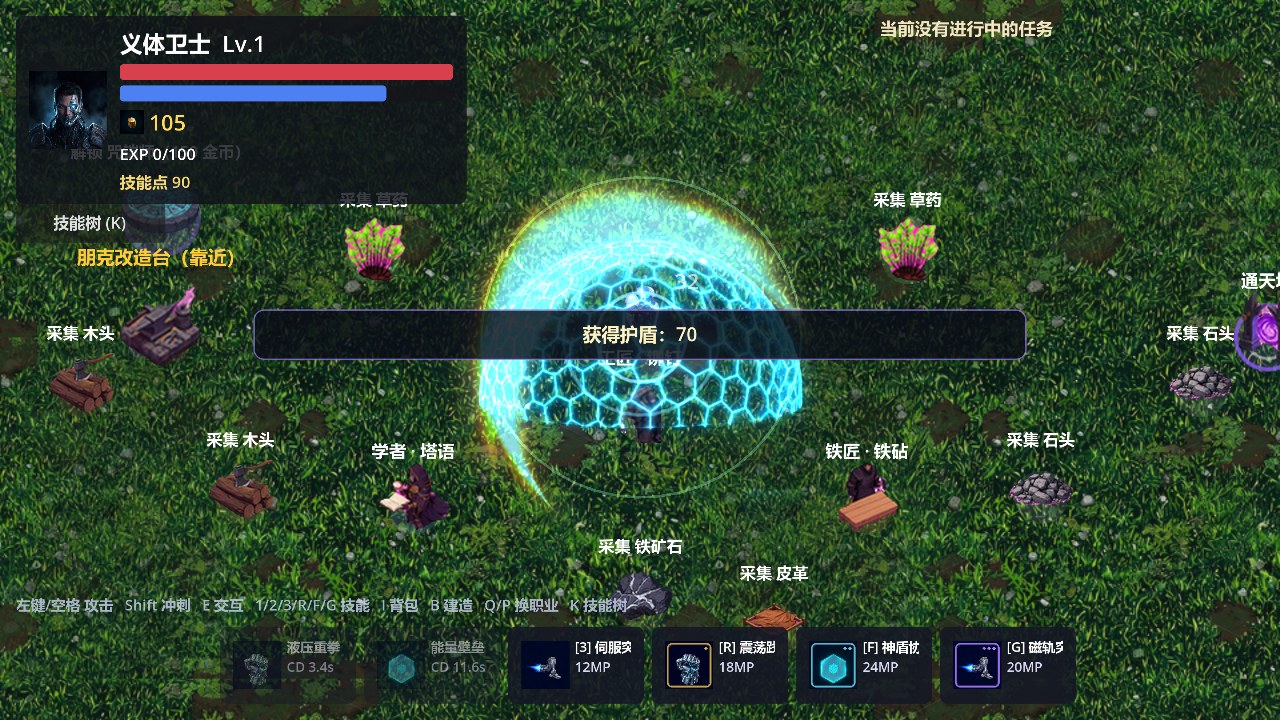 义体卫士 Lv.1
105
EXP 0/100
技能点 90
技能树 (K)
朋克改造台（靠近）
当前没有进行中的任务
采集 草药
采集 草药
32
通天
采集 木头
获得护盾：70
采集 石头
采集 木头
学者 · 塔语
铁匠 · 铁砧
采集 石头
采集 铁矿石
采集 皮革
左键/空格 攻击 Shift 冲刺 E 交互 1/2/3/R/F/G 技能 I 背包 B 建造 Q/P 换职业 K 技能树
液压重拳
CD 3.4s
能量壁垒
CD 11.6s
[3] 伺服突
12MP
[R] 震荡
18MP
[F] 神盾
24MP
[G] 磁轨
20MP